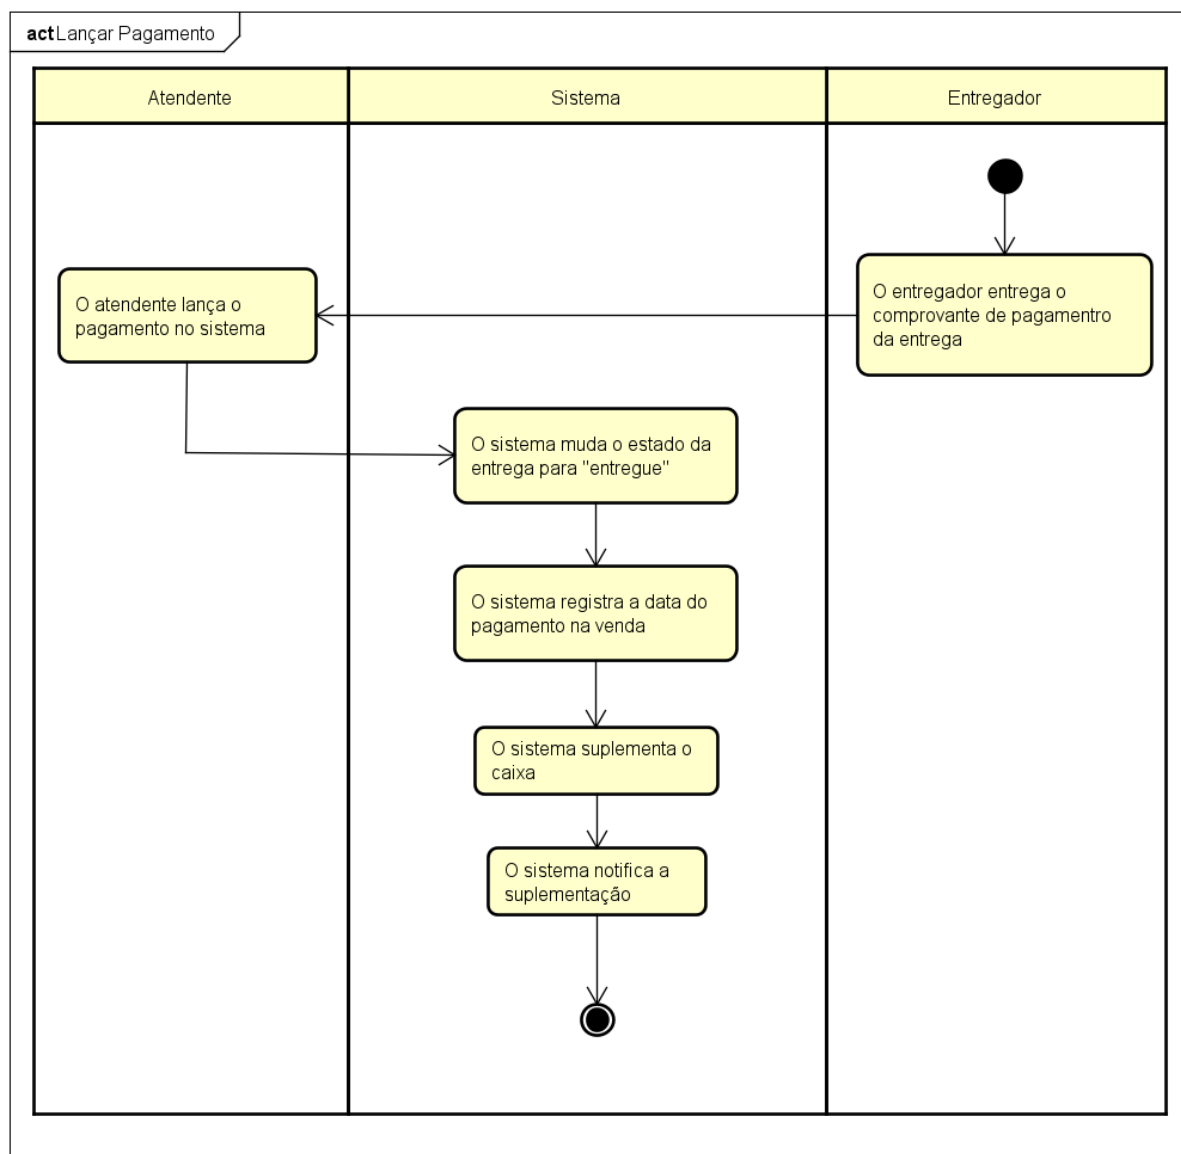 act Lançar Pagamento
Atendente
Sistema
Entregador
O entregador entrega o
comprovante de pagamentro
da entrega
O atendente lança o
pagamento no sistema
O sistema muda o estado da
entrega para "entregue"
O sistema registra a data do
pagamento na venda
O sistema suplementa o
caixa
O sistema notifica a
suplementação